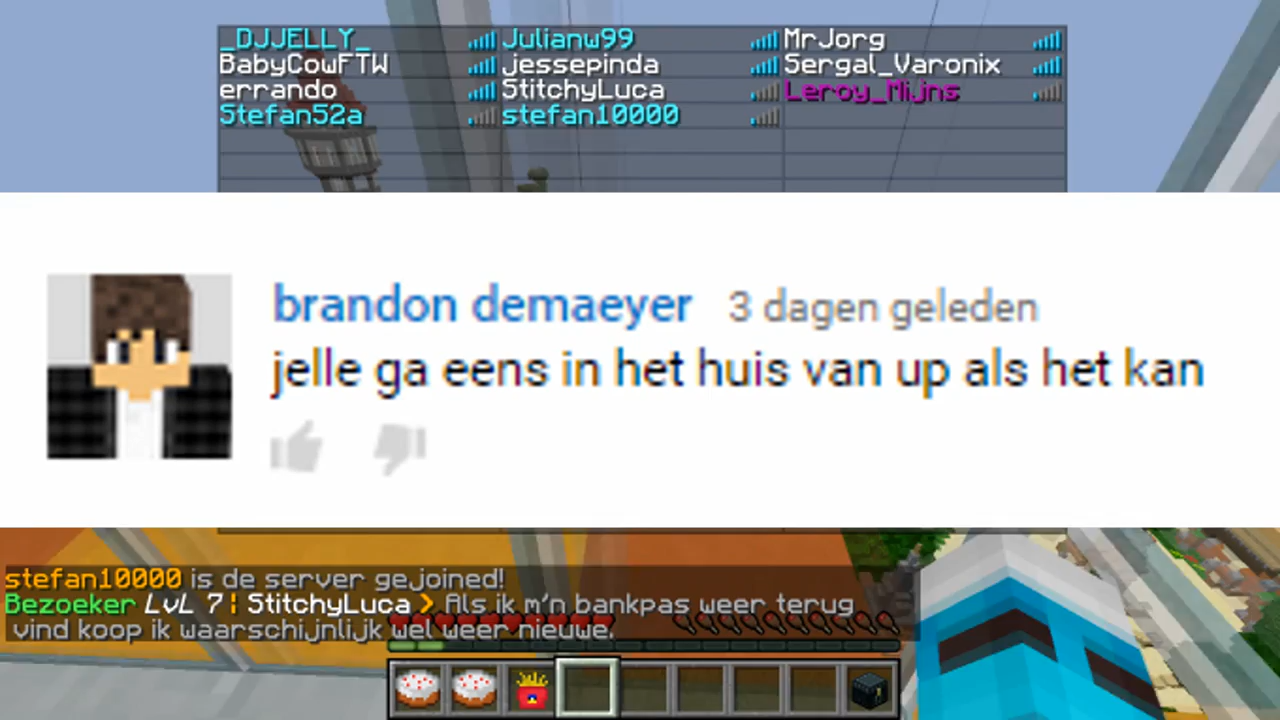 _DJJELLY_ Julianw99 MrJorg
BabyCowFTW jessepinda Sergal_Varonix
errando StitchyLuca Leroy_Mijns
Stefan52a stefan10000
brandon demaeyer 3 dagen geleden
jelle ga eens in het huis van up als het kan
stefan10000 is de server gejoined!
Bezoeker LvL 7 | StitchyLuca > Als ik m'n bankpas weer terug
vind koop ik waarschijnlijk wel weer nieuwe.